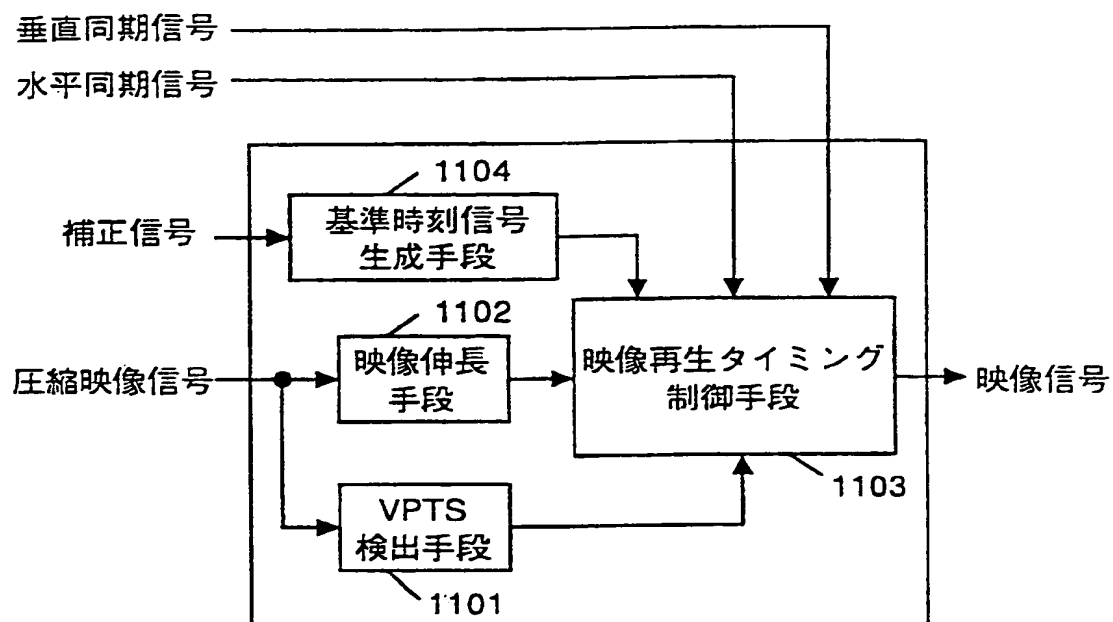 垂直同期信号
水平同期信号
1104
補正信号
基準時刻信号
生成手段
1102
圧縮映像信号
映像伸長
手段
映像再生タイミング
制御手段
映像信号
1103
VPTS
検出手段
1101